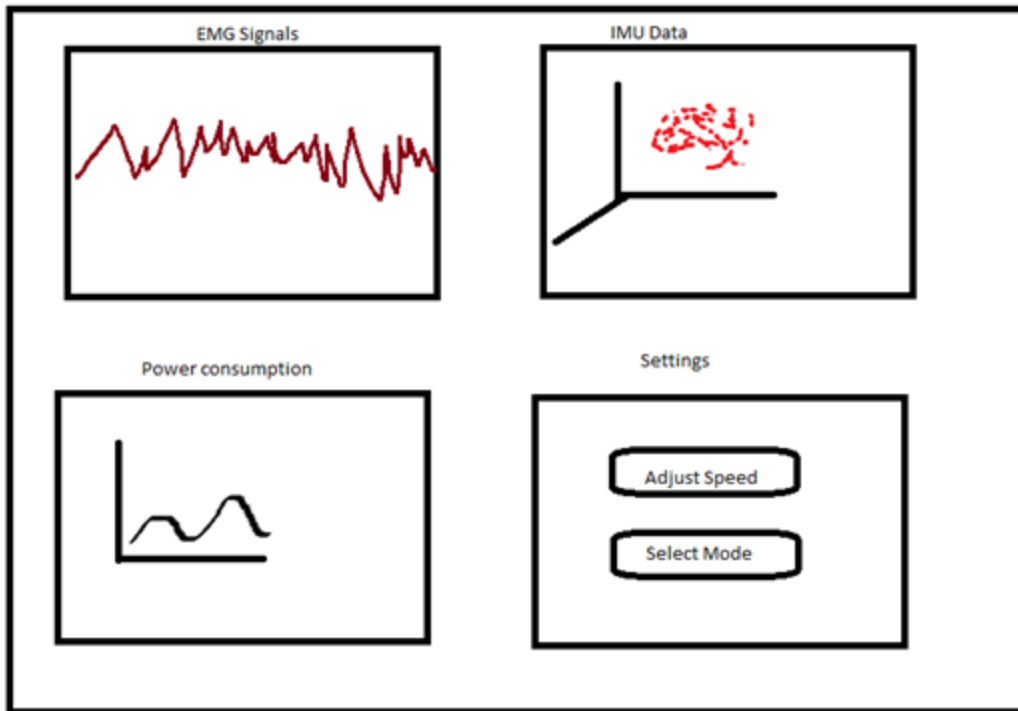 EMG Signals
IMU Data
Power consumption
Settings
Adjust Speed
Select Mode